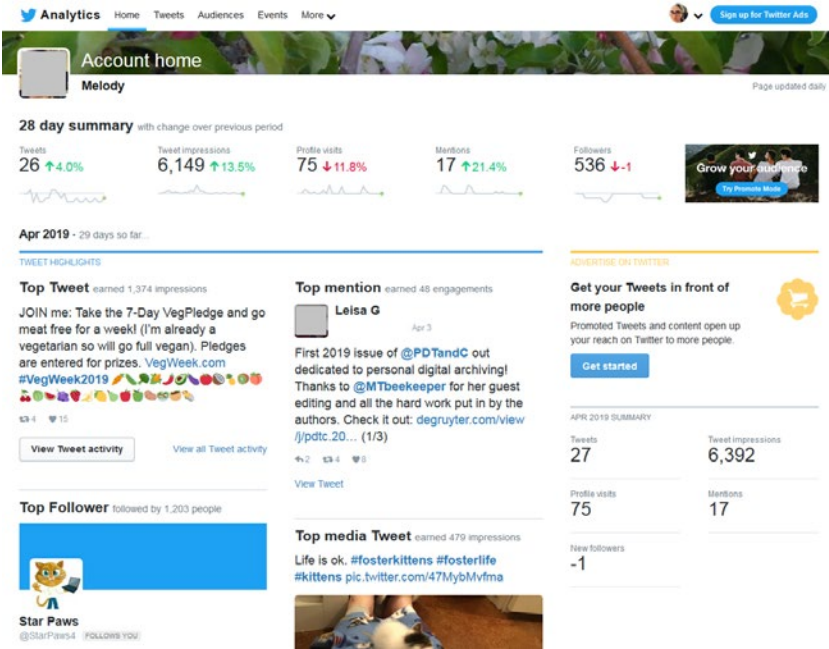 Analytics Home Tweets Audiences Events More
Sign up for Twitter Ads
Account home
Melody
Page updated daily
28 day summary with change over previous period
Tweets
26 ↑4.0%
Tweet impressions
6,149 ↑13.5%
Profile visits
75 ↓11.8%
Mentions
17 ↑21.4%
Followers
536 ↓-1
Grow your audience
Try Promote Mode
Apr 2019 - 29 days so far...
TWEET HIGHLIGHTS
Top Tweet earned 1,374 impressions
JOIN me: Take the 7-Day VegPledge and go
meat free for a week! (I'm already a
vegetarian so will go full vegan). Pledges
are entered for prizes. VegWeek.com
#VegWeek2019
4 15
View Tweet activity
View all Tweet activity
Top Follower followed by 1,203 people
Star Paws
@StarPaws4 FOLLOWS YOU
Top mention earned 48 engagements
Leisa G
Apr 3
First 2019 issue of @PDTandC out
dedicated to personal digital archiving!
Thanks to @MTbeekeeper for her guest
editing and all the hard work put in by the
authors. Check it out: degruyter.com/view
/j/pdtc.20... (1/3)
2 4
View Tweet
Top media Tweet earned 479 impressions
Life is ok. #fosterkittens #fosterlife
#kittens pic.twitter.com/47MybMvfma
ADVERTISE ON TWITTER
Get your Tweets in front of
more people
Promoted Tweets and content open up
your reach on Twitter to more people.
Get started
APR 2019 SUMMARY
Tweets
27
Tweet impressions
6,392
Profile visits
75
Mentions
17
New followers
-1